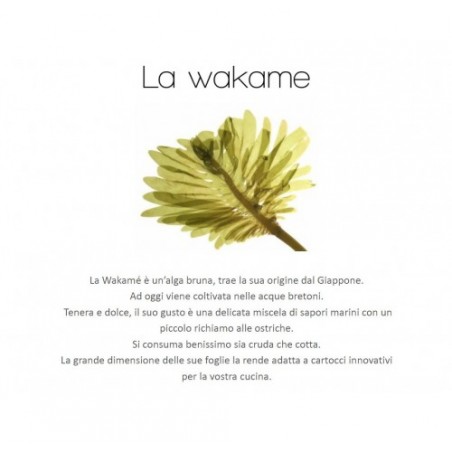 La wakame
La Wakamé è un'alga bruna, trae la sua origine dal Giappone.
Ad oggi viene coltivata nelle acque bretoni.
Tenera e dolce, il suo gusto è una delicata miscela di sapori marini con un
piccolo richiamo alle ostriche.
Si consuma benissimo sia cruda che cotta.
La grande dimensione delle sue foglie la rende adatta a cartocci innovativi
per la vostra cucina.